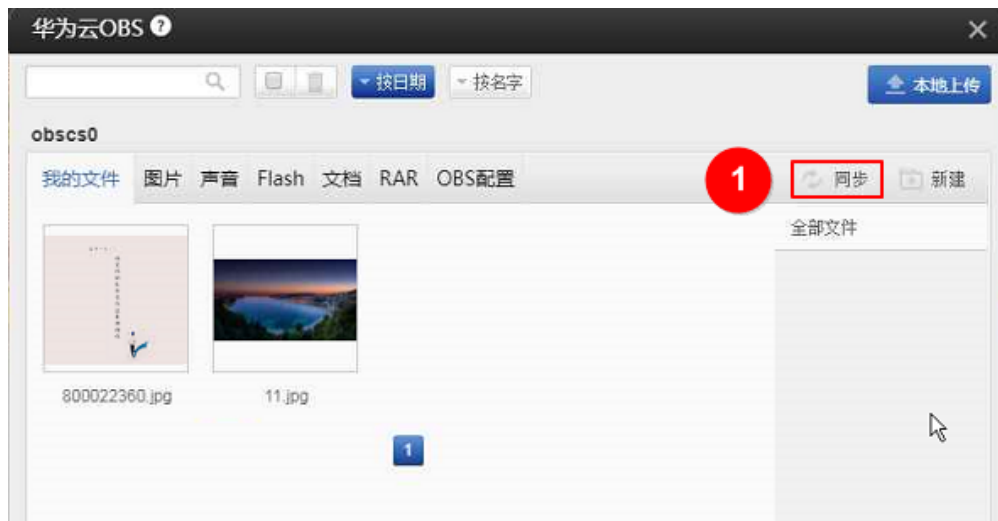 华为云OBS ?
按日期 按名字 本地上传
obscs0
我的文件 图片 声音 Flash 文档 RAR OBS配置 1 同步 新建
全部文件
800022360.jpg 11.jpg
1